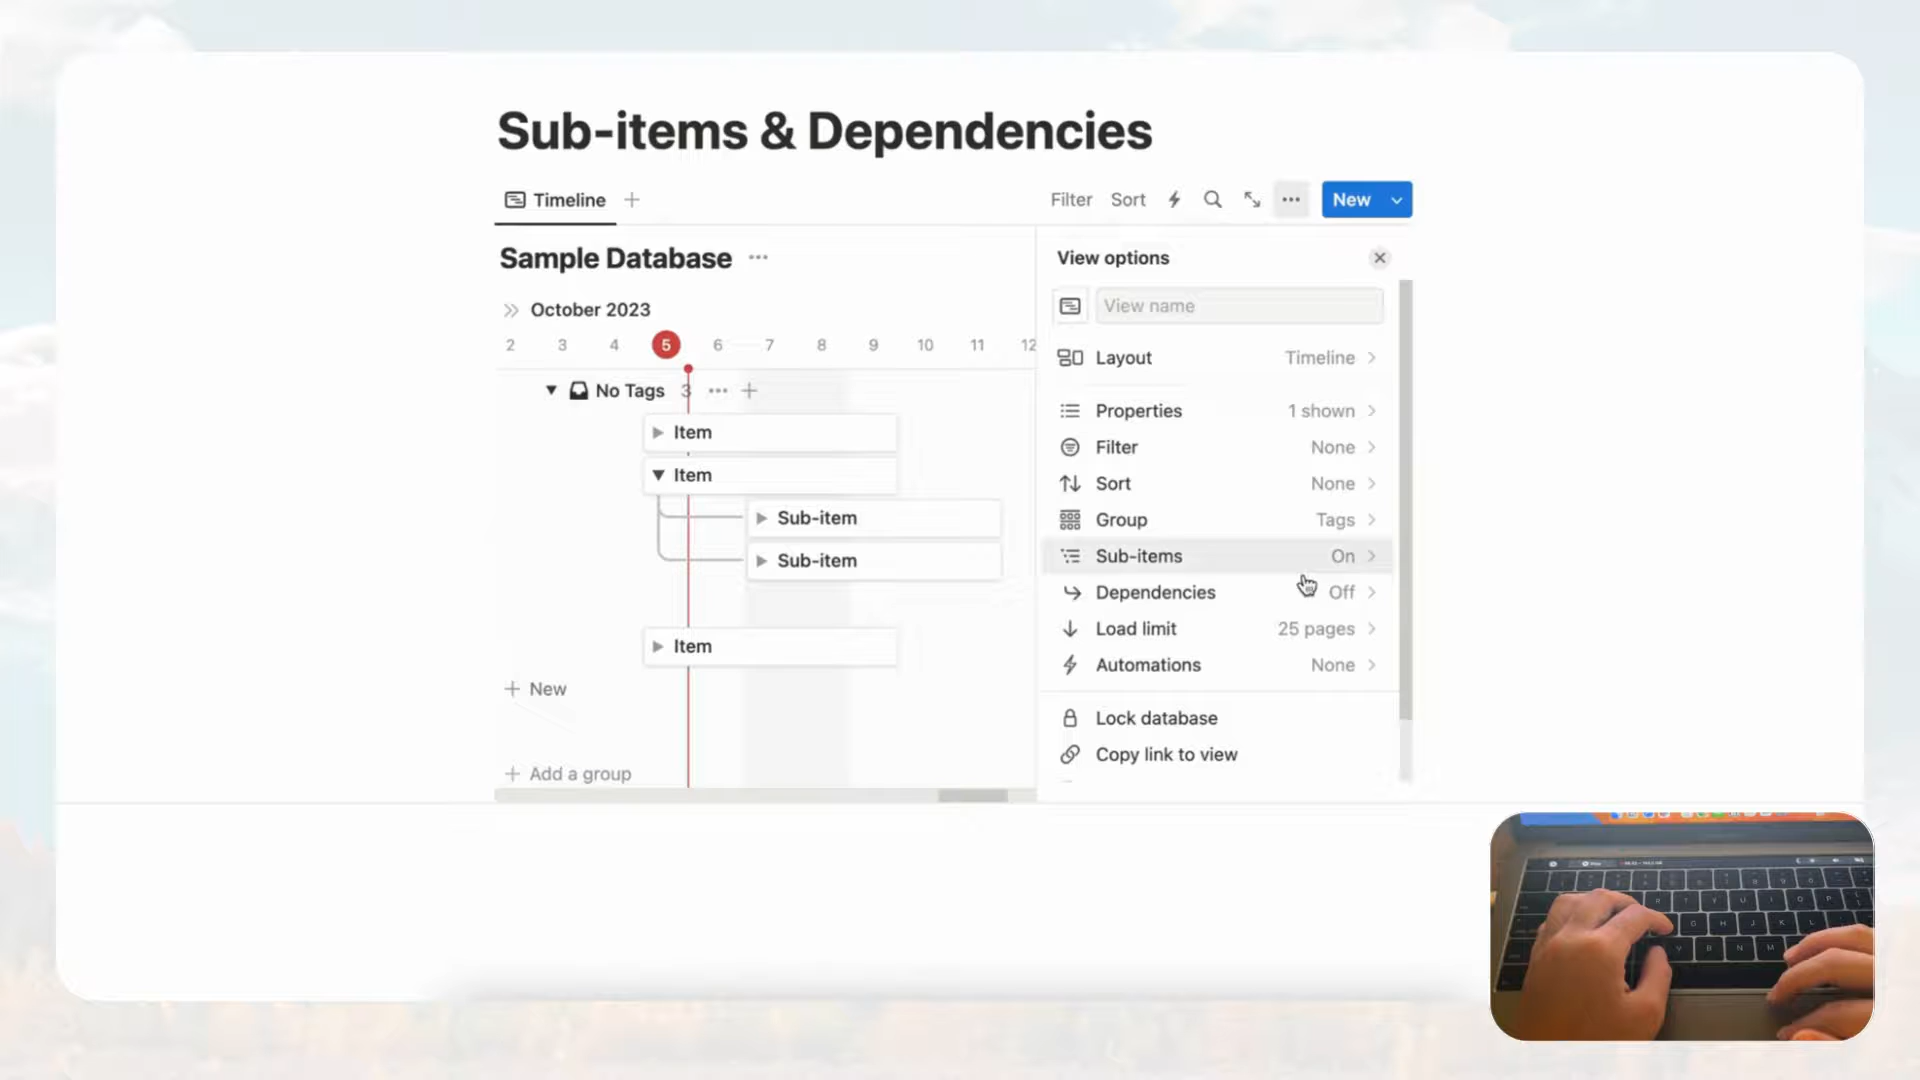 Sub-items & Dependencies
Timeline
Filter Sort New
Sample Database
October 2023
2 3 4 5 6 7 8 9 10 11 12
No Tags 3
Item
Item
Sub-item
Sub-item
Item
New
Add a group
View options
View name
Layout Timeline
Properties 1 shown
Filter None
Sort None
Group Tags
Sub-items On
Dependencies Off
Load limit 25 pages
Automations None
Lock database
Copy link to view